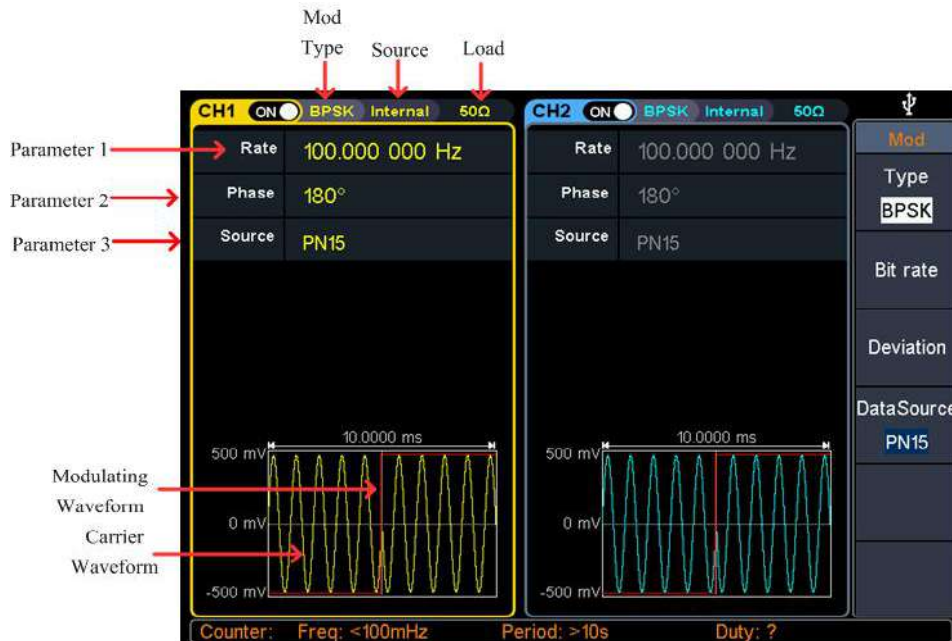 Mod
Type
Source
Load
CH1 ON BPSK Internal 50Ω
CH2 ON BPSK Internal 50Ω
Parameter 1
Rate 100.000 000 Hz
Parameter 2
Phase 180°
Parameter 3
Source PN15
Rate 100.000 000 Hz
Phase 180°
Source PN15
Mod
Type
BPSK
Bit rate
Deviation
DataSource
PN15
10.0000 ms
500 mV
0 mV
-500 mV
Modulating
Waveform
Carrier
Waveform
10.0000 ms
500 mV
0 mV
-500 mV
Counter: Freq: <100mHz Period: >10s Duty: ?